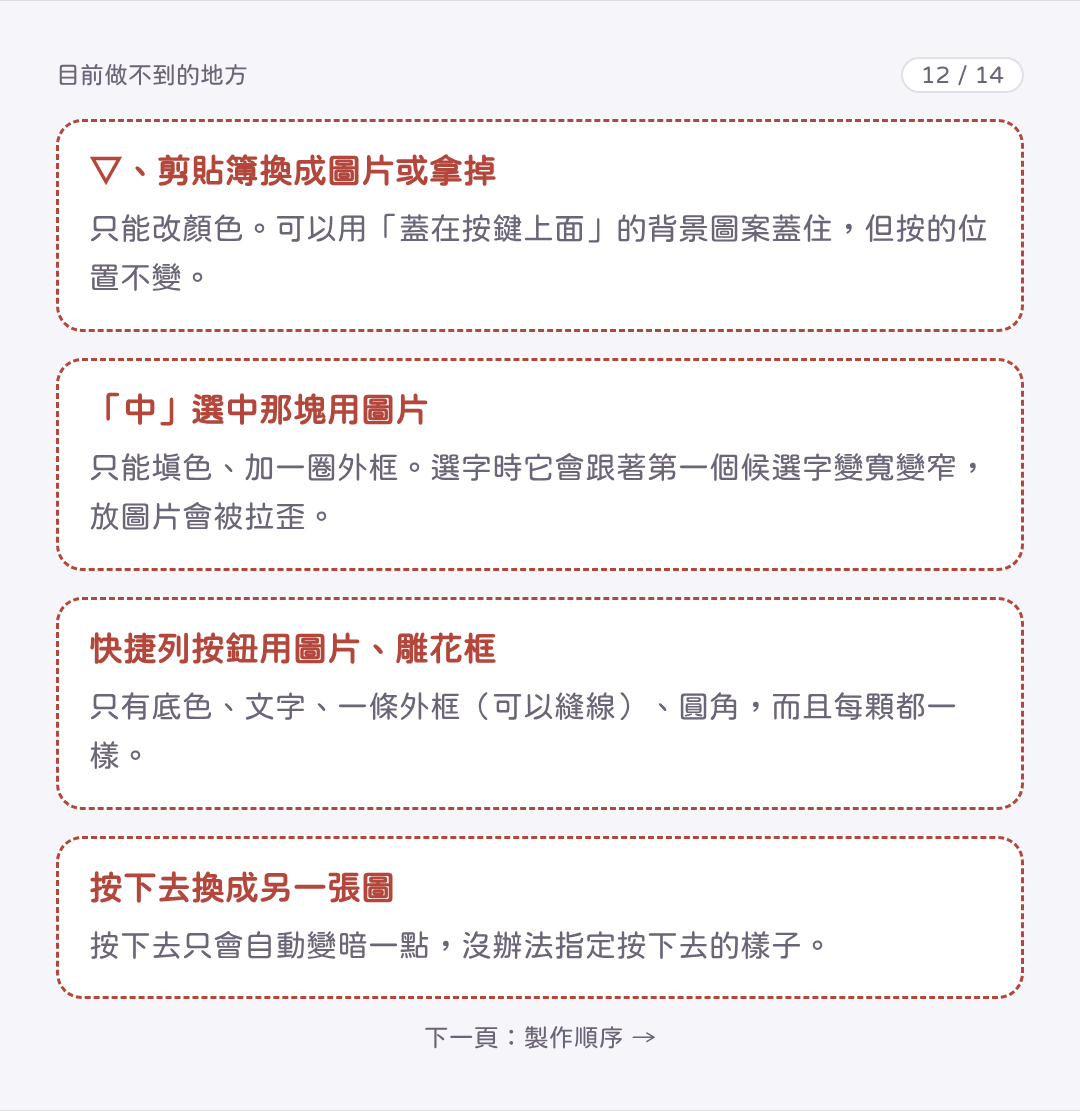 目前做不到的地方
12 / 14
▽、剪貼簿換成圖片或拿掉
只能改顏色。可以用「蓋在按鍵上面」的背景圖案蓋住，但按的位
置不變。
「中」選中那塊用圖片
只能填色、加一圈外框。選字時它會跟著第一個候選字變寬變窄，
放圖片會被拉歪。
快捷列按鈕用圖片、雕花框
只有底色、文字、一條外框（可以縫線）、圓角，而且每顆都一
樣。
按下去換成另一張圖
按下去只會自動變暗一點，沒辦法指定按下去的樣子。
下一頁：製作順序 →